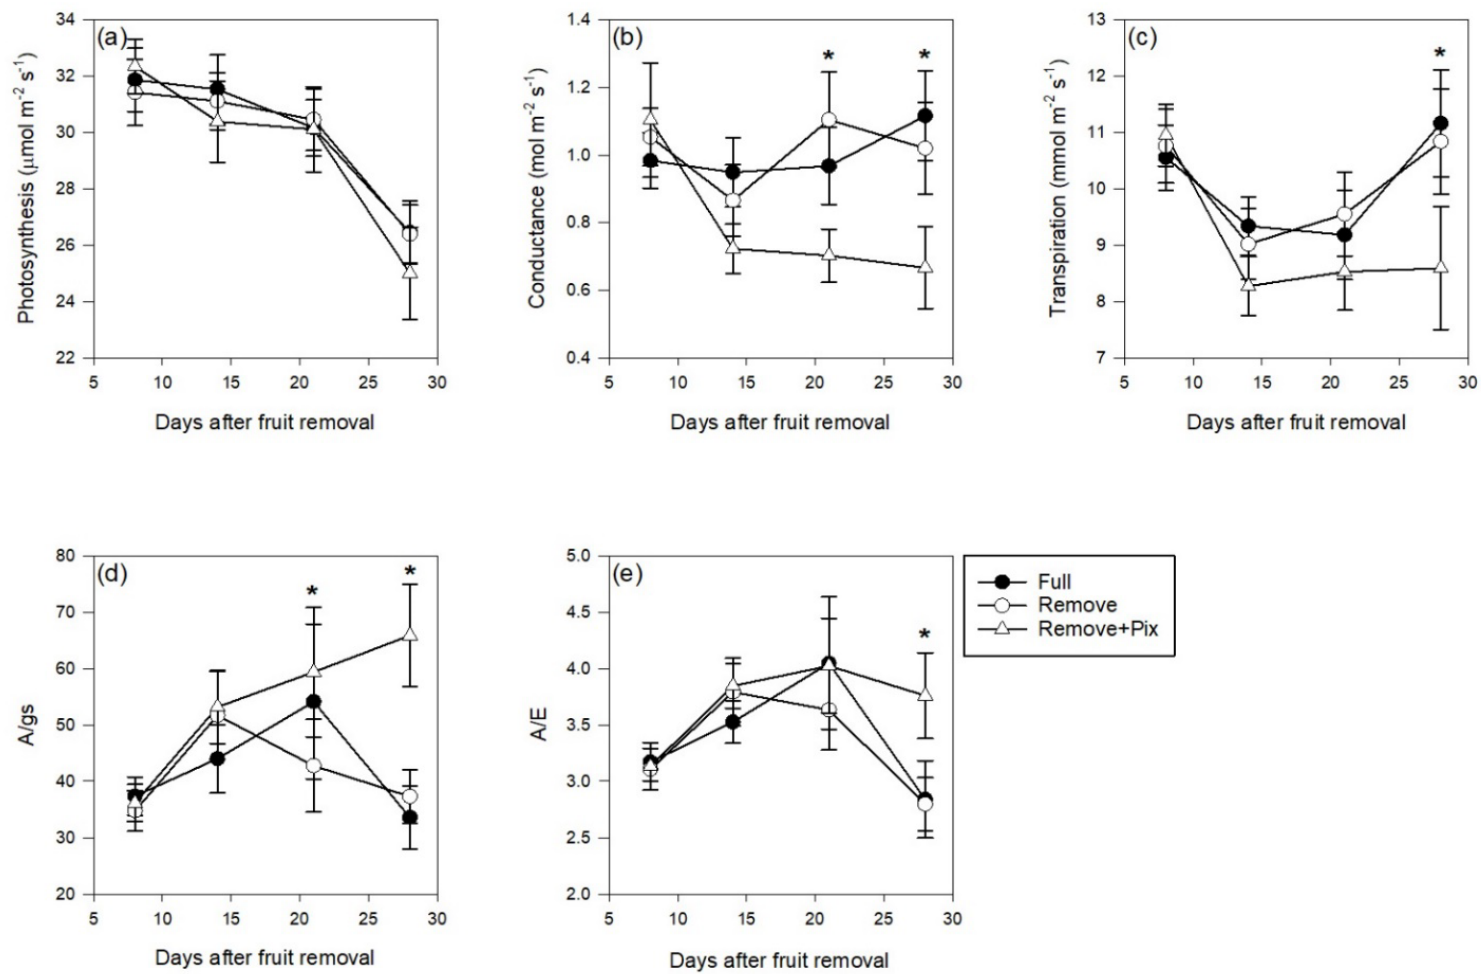 (a)
34
32
30
28
26
24
22
5 10 15 20 25 30
Photosynthesis (μmol m⁻² s⁻¹)
Days after fruit removal
(b)
1.4
1.2
1.0
0.8
0.6
0.4
5 10 15 20 25 30
Conductance (mol m⁻² s⁻¹)
Days after fruit removal
* *
(c)
13
12
11
10
9
8
7
5 10 15 20 25 30
Transpiration (mmol m⁻² s⁻¹)
Days after fruit removal
*
(d)
80
70
60
50
40
30
20
5 10 15 20 25 30
A/gs
Days after fruit removal
* *
(e)
5.0
4.5
4.0
3.5
3.0
2.5
2.0
5 10 15 20 25 30
A/E
Days after fruit removal
*
Full
Remove
Remove+Pix